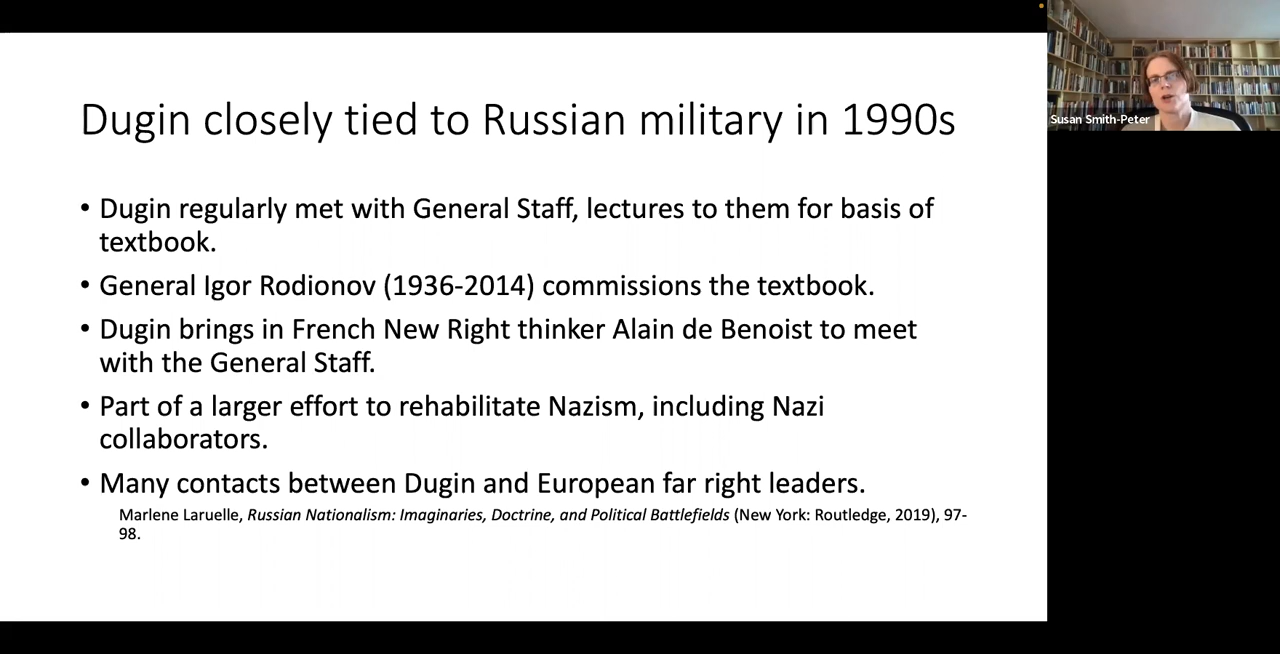 Dugin closely tied to Russian military in 1990s
• Dugin regularly met with General Staff, lectures to them for basis of
textbook.
• General Igor Rodionov (1936-2014) commissions the textbook.
• Dugin brings in French New Right thinker Alain de Benoist to meet
with the General Staff.
• Part of a larger effort to rehabilitate Nazism, including Nazi
collaborators.
• Many contacts between Dugin and European far right leaders.
Marlene Laruelle, Russian Nationalism: Imaginaries, Doctrine, and Political Battlefields (New York: Routledge, 2019), 97-
98.
Susan Smith-Peter